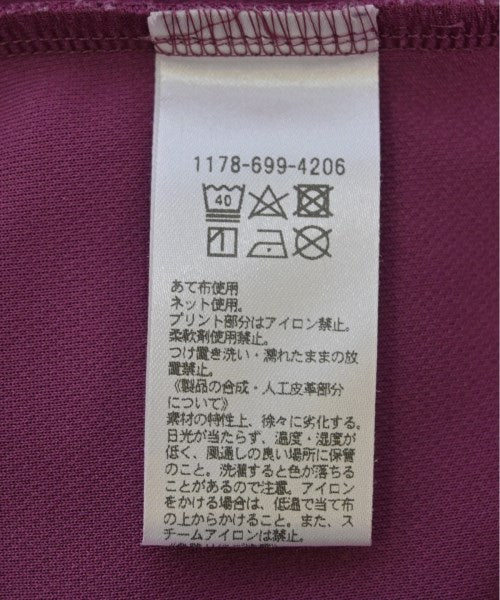 1178-699-4206
40
あて布使用
ネット使用。
プリント部分はアイロン禁止。
柔軟剤使用禁止。
つけ置き洗い・濡れたままの放
置禁止。
《製品の合成・人工皮革部分
について》
素材の特性上、徐々に劣化する。
日光が当たらず、温度・湿度が
低く、風通しの良い場所に保管
のこと。洗濯すると色が落ちる
ことがあるので注意。アイロン
をかける場合は、低温で当て布
の上からかけること。また、ス
チームアイロンは禁止。